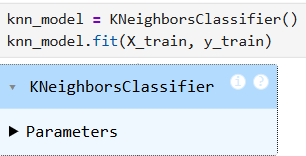 knn_model = KNeighborsClassifier()
knn_model.fit(X_train, y_train)
▾ KNeighborsClassifier i ?
▶ Parameters